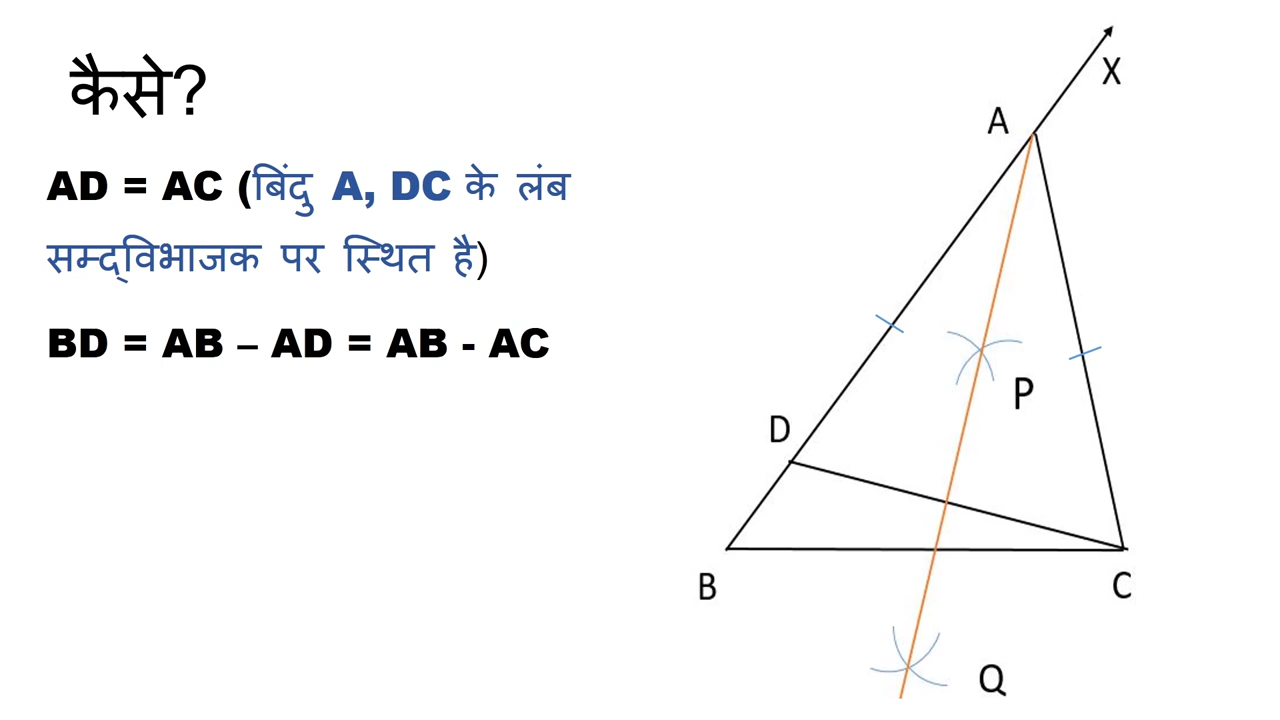 कैसे?
AD = AC (बिंदु A, DC के लंब
सम्द्विभाजक पर स्थित है)
BD = AB – AD = AB - AC
X
A
P
D
B
C
Q